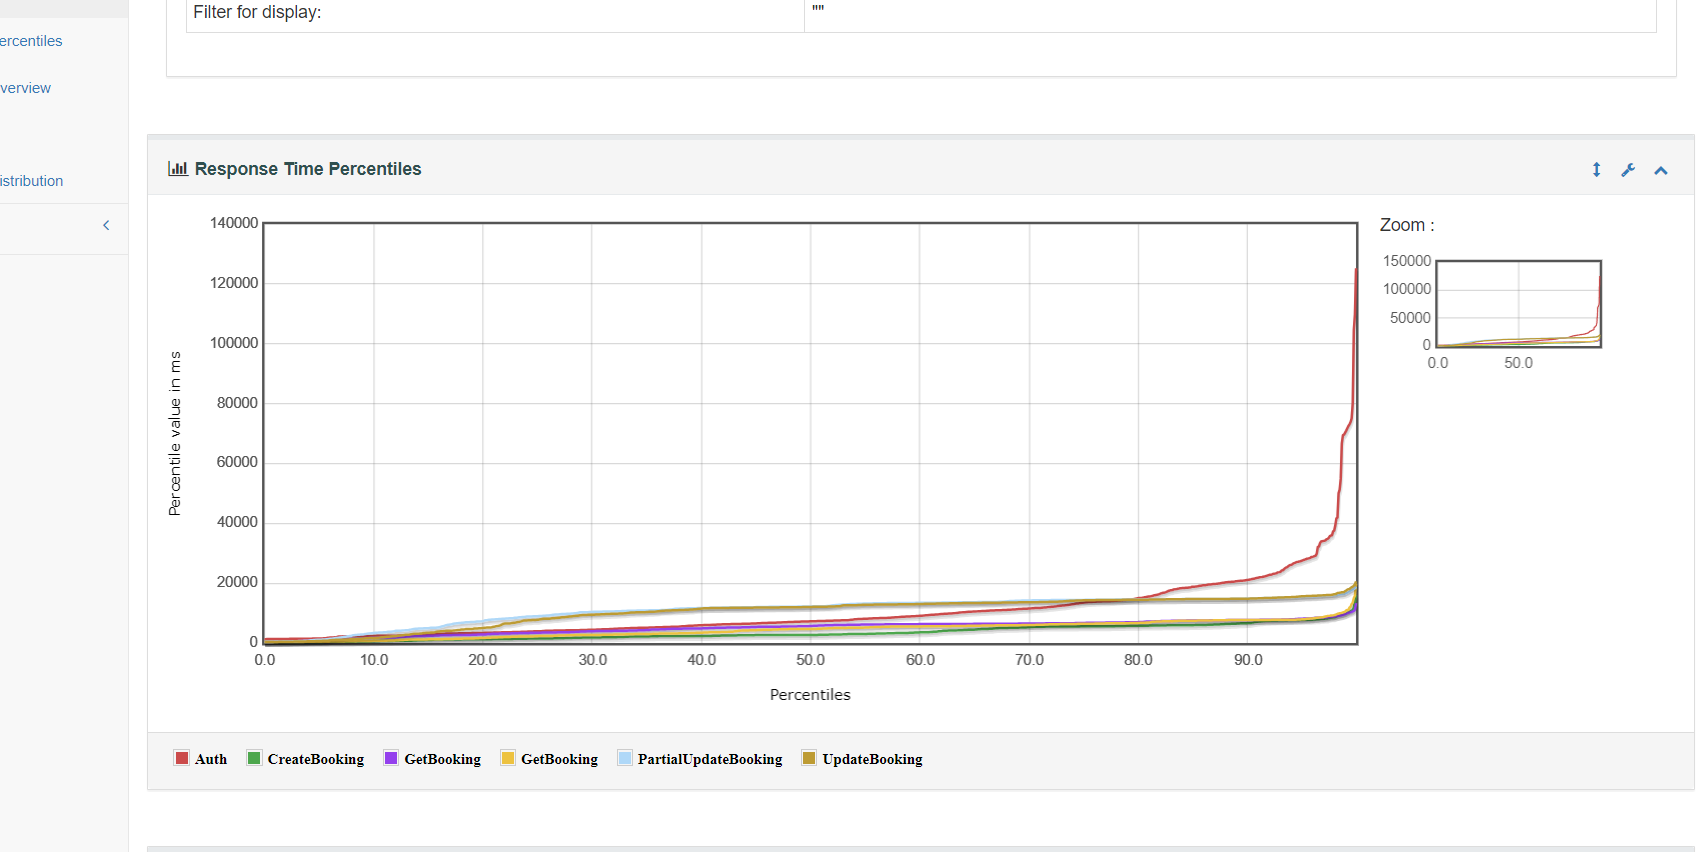 Filter for display: ""
ercentiles
verview
istribution
Response Time Percentiles
Zoom :
140000
120000
100000
80000
60000
40000
20000
0
Percentile value in ms
0.0 10.0 20.0 30.0 40.0 50.0 60.0 70.0 80.0 90.0
Percentiles
150000
100000
50000
0
0.0 50.0
Auth CreateBooking GetBooking GetBooking PartialUpdateBooking UpdateBooking